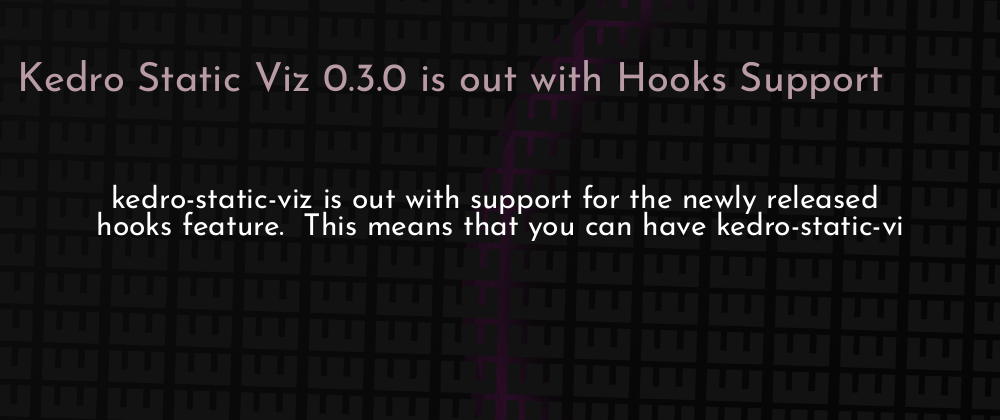 Kedro Static Viz 0.3.0 is out with Hooks Support
kedro-static-viz is out with support for the newly released
hooks feature.  This means that you can have kedro-static-vi